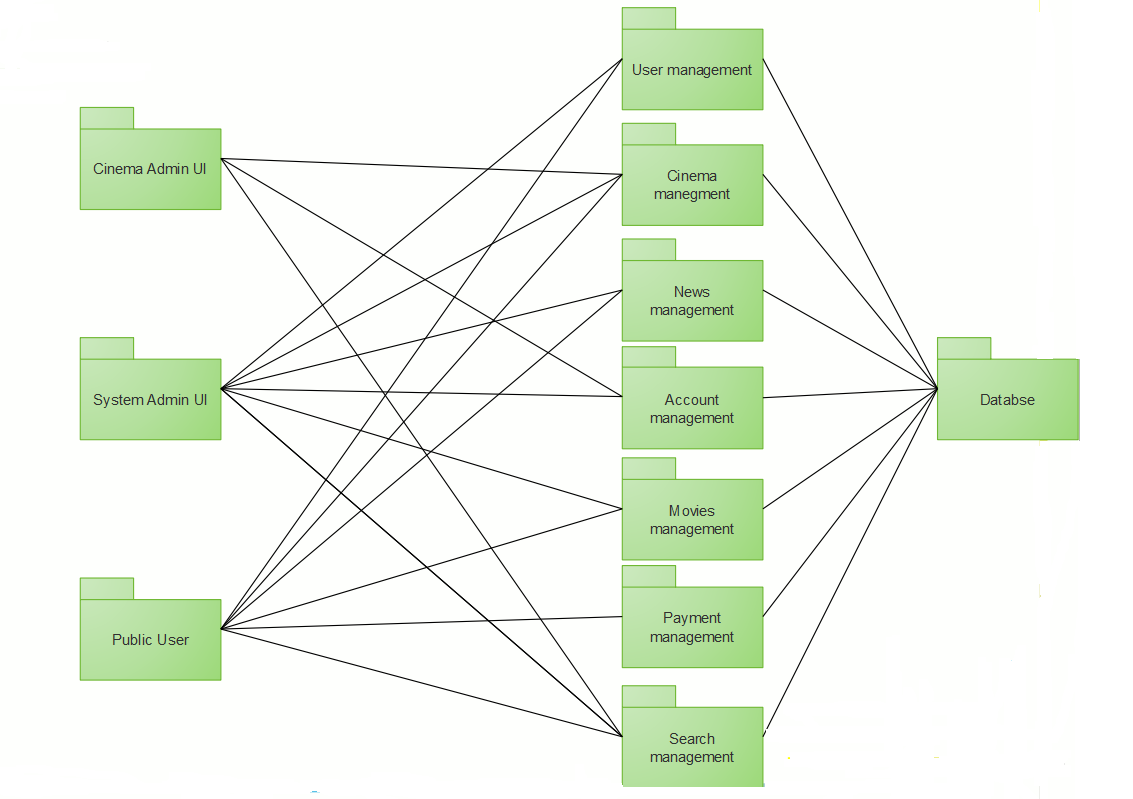 User management
Cinema Admin UI
Cinema
manegment
News
management
System Admin UI
Account
management
Databse
Movies
management
Public User
Payment
management
Search
management